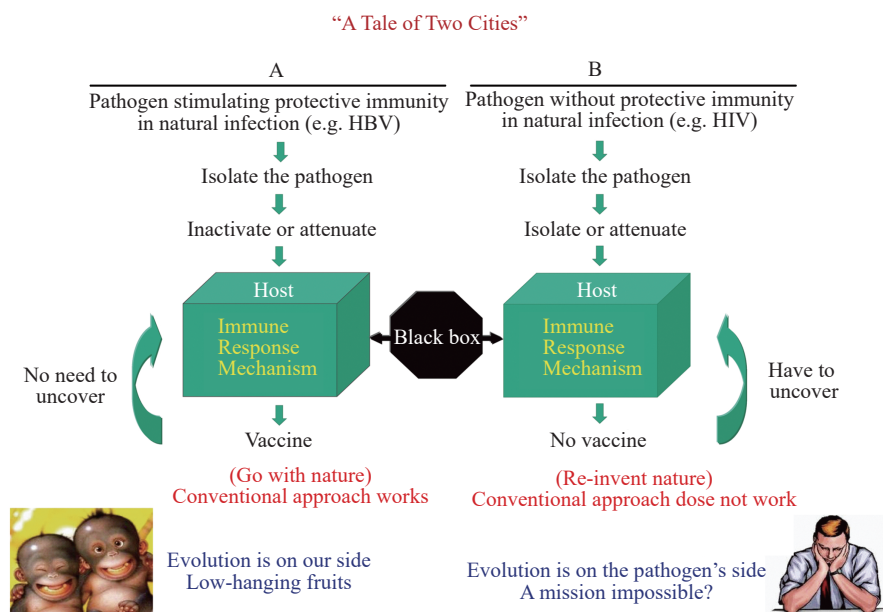 “A Tale of Two Cities”
A
Pathogen stimulating protective immunity
in natural infection (e.g. HBV)
Isolate the pathogen
Inactivate or attenuate
Host
Immune
Response
Mechanism
No need to
uncover
Vaccine
(Go with nature)
Conventional approach works
Evolution is on our side
Low-hanging fruits
Black box
B
Pathogen without protective immunity
in natural infection (e.g. HIV)
Isolate the pathogen
Isolate or attenuate
Host
Immune
Response
Mechanism
Have to
uncover
No vaccine
(Re-invent nature)
Conventional approach dose not work
Evolution is on the pathogen’s side
A mission impossible?